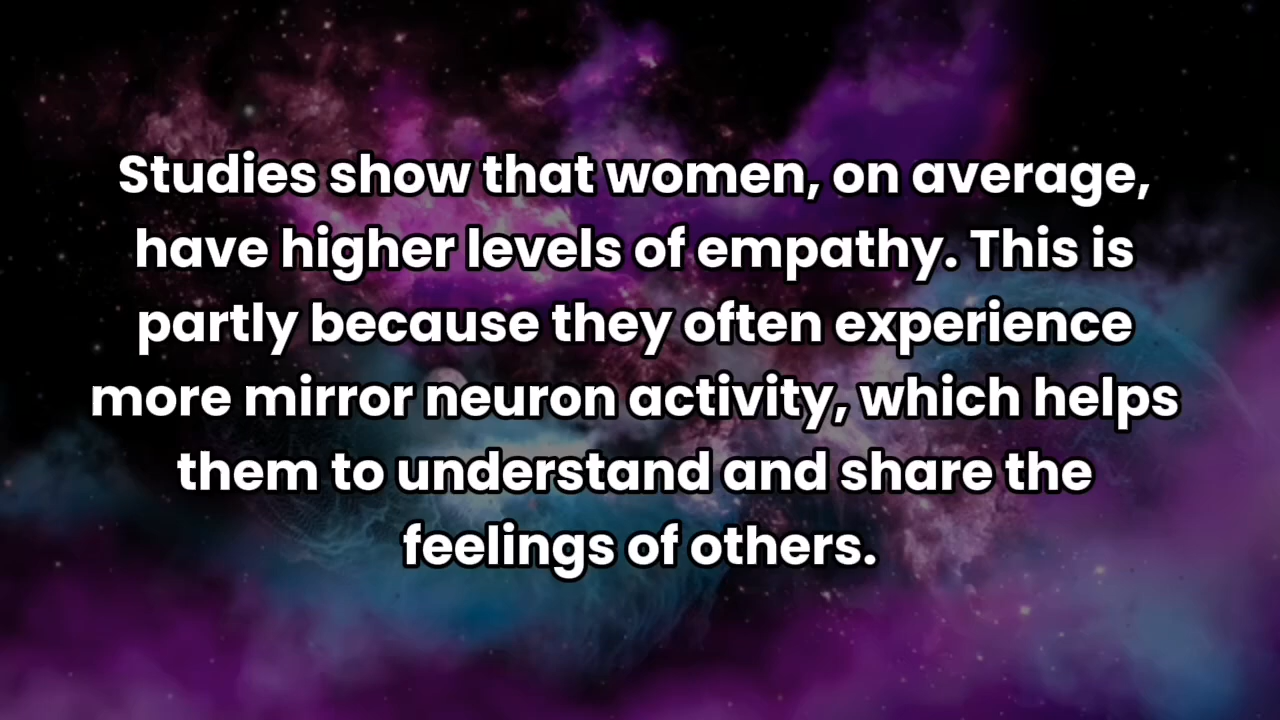 Studies show that women, on average,
have higher levels of empathy. This is
partly because they often experience
more mirror neuron activity, which helps
them to understand and share the
feelings of others.